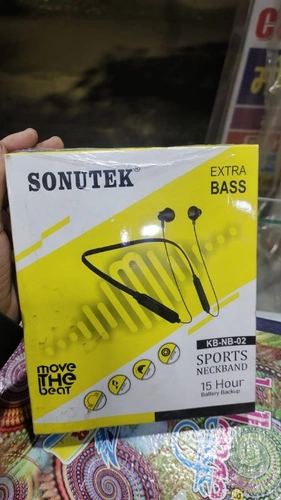 SONUTEK®
EXTRA
BASS
KB-NB-02
SPORTS
NECKBAND
15 Hour
Battery Backup
move
THE
beat